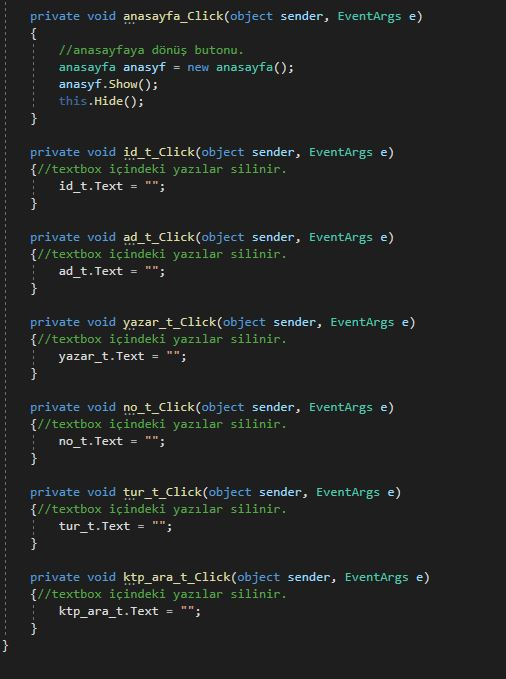 private void anasayfa_Click(object sender, EventArgs e)
{
//anasayfaya dönüş butonu.
anasayfa anasyf = new anasayfa();
anasyf.Show();
this.Hide();
}
private void id_t_Click(object sender, EventArgs e)
{//textbox içindeki yazılar silinir.
id_t.Text = "";
}
private void ad_t_Click(object sender, EventArgs e)
{//textbox içindeki yazılar silinir.
ad_t.Text = "";
}
private void yazar_t_Click(object sender, EventArgs e)
{//textbox içindeki yazılar silinir.
yazar_t.Text = "";
}
private void no_t_Click(object sender, EventArgs e)
{//textbox içindeki yazılar silinir.
no_t.Text = "";
}
private void tur_t_Click(object sender, EventArgs e)
{//textbox içindeki yazılar silinir.
tur_t.Text = "";
}
private void ktp_ara_t_Click(object sender, EventArgs e)
{//textbox içindeki yazılar silinir.
ktp_ara_t.Text = "";
}
}